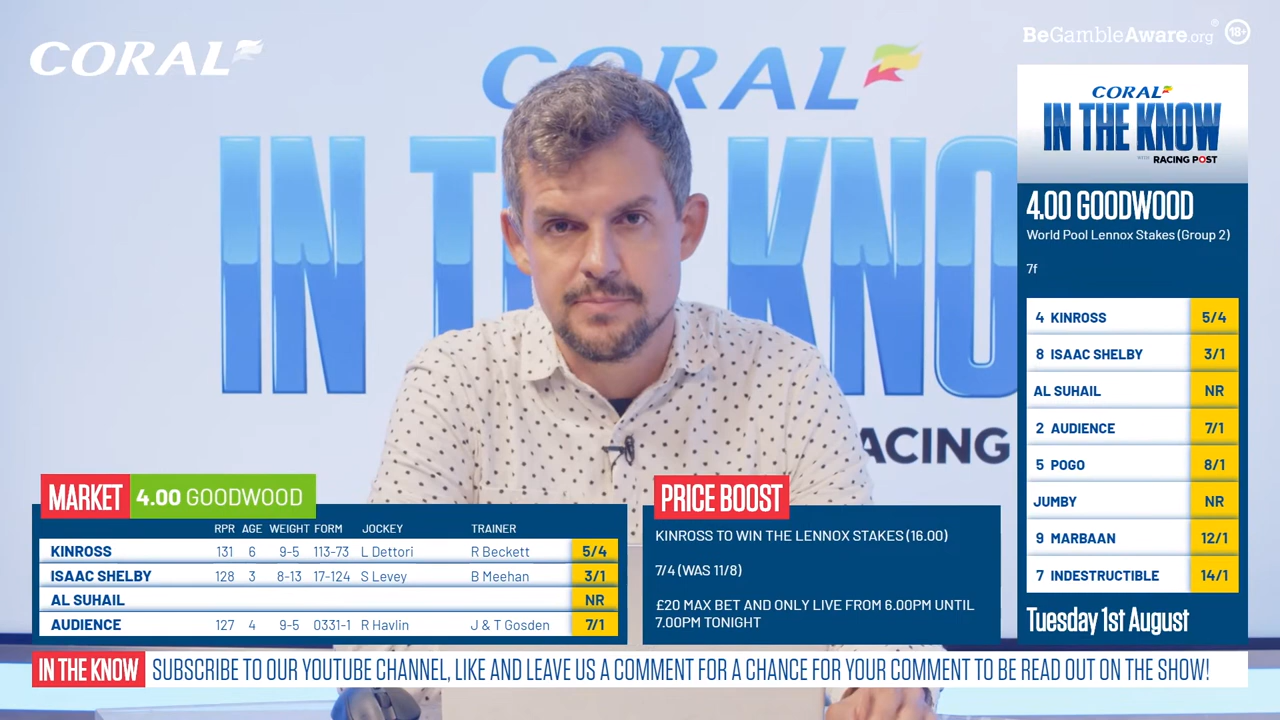 CORAL
BeGambleAware.org® 18+
CORAL
IN THE KNO
ACING
CORAL
IN THE KNOW
WITH RACING POST
4.00 GOODWOOD
World Pool Lennox Stakes (Group 2)
7f
4 KINROSS 5/4
8 ISAAC SHELBY 3/1
AL SUHAIL NR
2 AUDIENCE 7/1
5 POGO 8/1
JUMBY NR
9 MARBAAN 12/1
7 INDESTRUCTIBLE 14/1
Tuesday 1st August
MARKET 4.00 GOODWOOD
RPR AGE WEIGHT FORM JOCKEY TRAINER
KINROSS 131 6 9-5 113-73 L Dettori R Beckett 5/4
ISAAC SHELBY 128 3 8-13 17-124 S Levey B Meehan 3/1
AL SUHAIL NR
AUDIENCE 127 4 9-5 0331-1 R Havlin J & T Gosden 7/1
PRICE BOOST
KINROSS TO WIN THE LENNOX STAKES (16.00)
7/4 (WAS 11/8)
£20 MAX BET AND ONLY LIVE FROM 6.00PM UNTIL
7.00PM TONIGHT
IN THE KNOW SUBSCRIBE TO OUR YOUTUBE CHANNEL, LIKE AND LEAVE US A COMMENT FOR A CHANCE FOR YOUR COMMENT TO BE READ OUT ON THE SHOW!